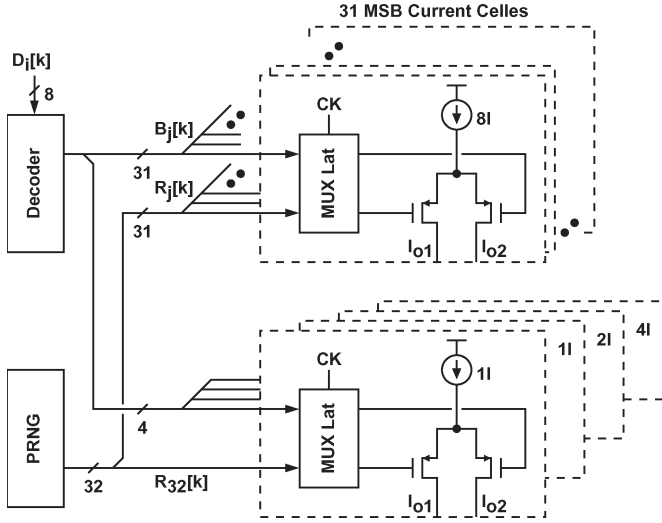 31 MSB Current Celles
Di[k]
8
Decoder
Bj[k]
31
Rj[k]
31
CK
MUX Lat
8I
Io1
Io2
PRNG
32
4
R32[k]
CK
MUX Lat
1I
Io1
Io2
1I
2I
4I